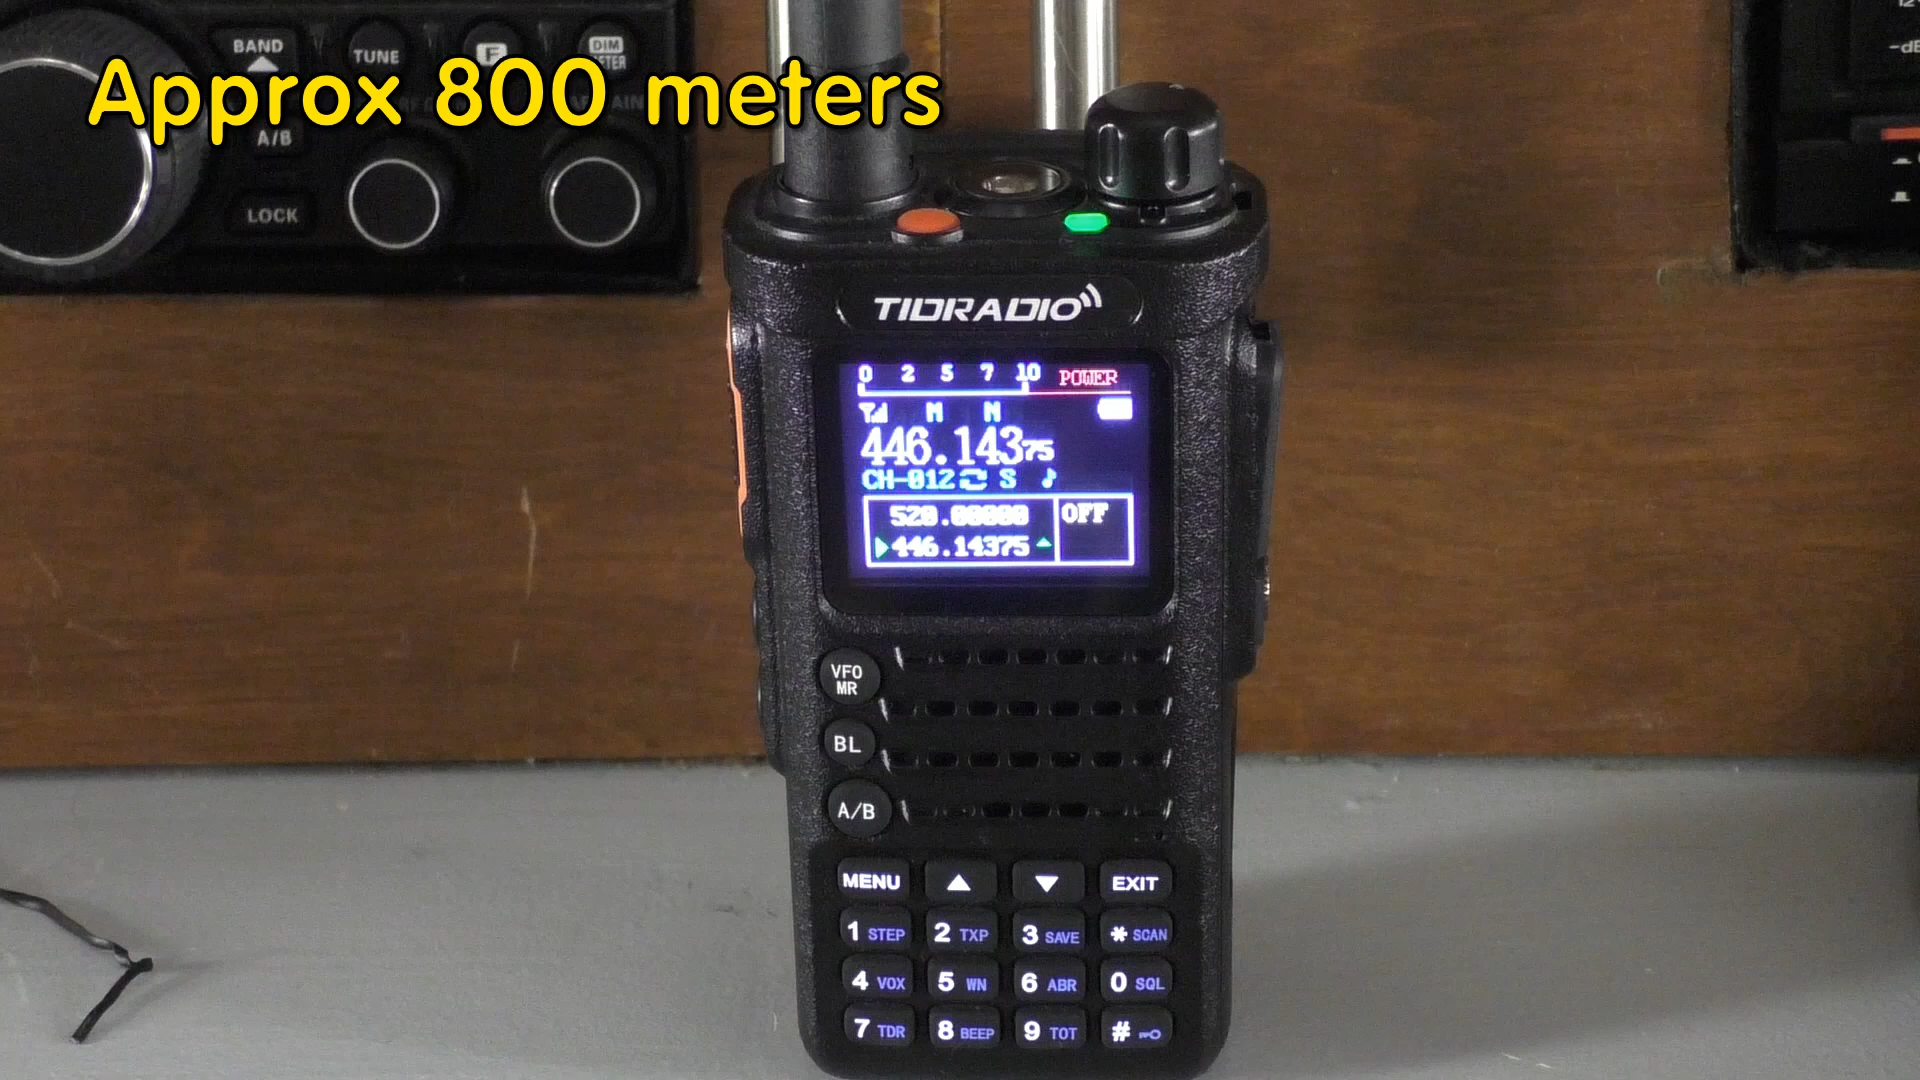 Approx 800 meters
BAND
TUNE
F
DIM
A/B
LOCK
TIDRADIO
0 2 5 7 10 POWER
M N
446.14375
CH-012 S
520.00000 OFF
446.14375
VFO
MR
BL
A/B
MENU EXIT
1 STEP 2 TXP 3 SAVE * SCAN
4 VOX 5 WN 6 ABR 0 SQL
7 TDR 8 BEEP 9 TOT #